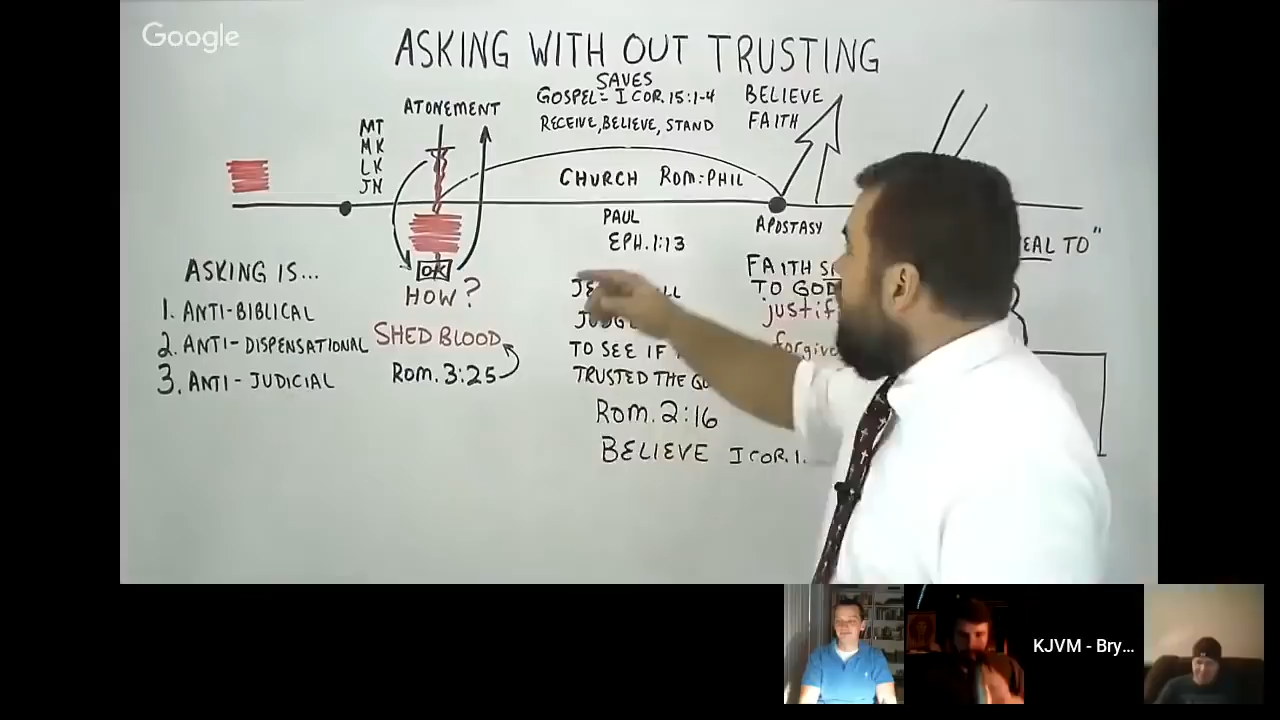 Google
ASKING WITH OUT TRUSTING
SAVES
GOSPEL = I COR. 15:1-4
RECEIVE, BELIEVE, STAND
BELIEVE
FAITH
ATONEMENT
MT
MK
LK
JN
CHURCH ROM:PHIL
PAUL
EPH. 1:13
APOSTASY
OK
HOW?
SHED BLOOD
ROM. 3:25
ASKING IS...
1. ANTI-BIBLICAL
2. ANTI-DISPENSATIONAL
3. ANTI-JUDICIAL
TO SEE IF
TRUSTED THE
ROM. 2:16
BELIEVE I COR. 1.
FAITH
TO GOD
TO"
KJVM - Bry...